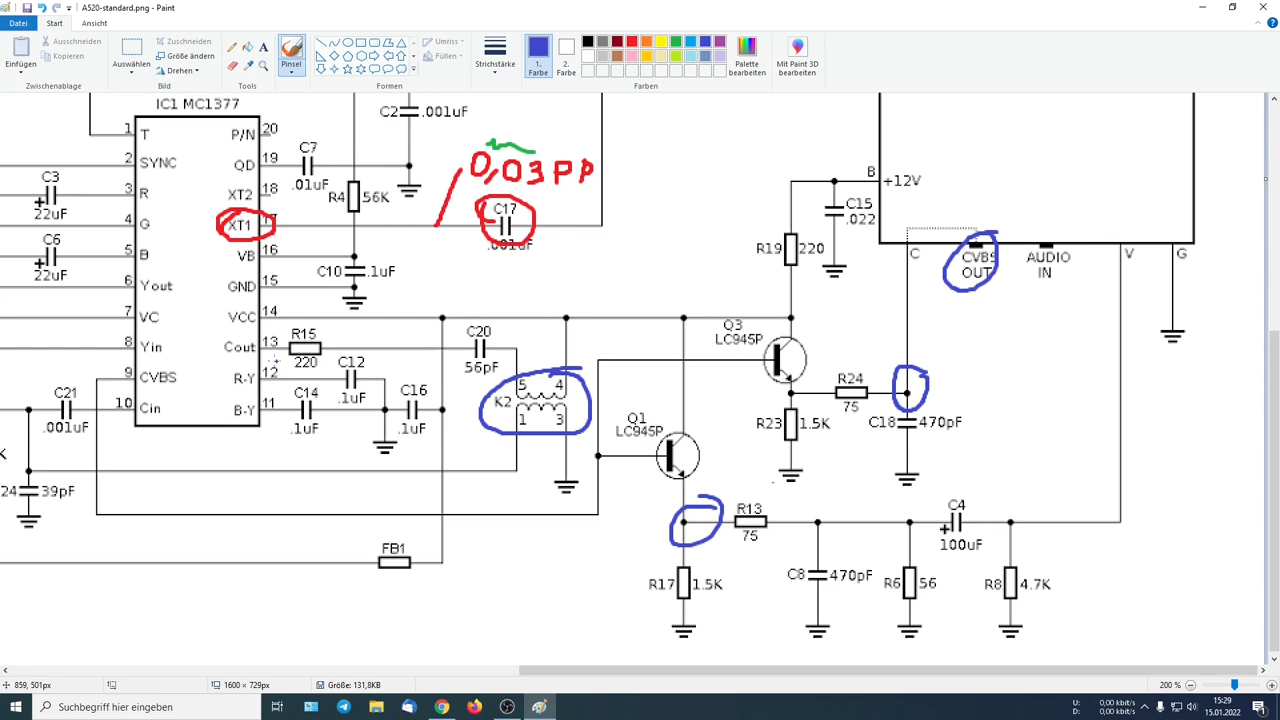 A520-standard.png - Paint
Datei Start Ansicht
Einfügen
Ausschneiden
Kopieren
Zwischenablage
Auswählen
Zuschneiden
Größe ändern
Drehen
Bild
Tools
Pinsel
Formen
Umriss
Füllen
Strichstärke
1. Farbe
2. Farbe
Farben
Palette bearbeiten
Mit Paint 3D bearbeiten
IC1 MC1377
1 T P/N 20
2 SYNC QD 19
3 R XT2 18
4 G XT1 17
5 B VB 16
6 Yout GND 15
7 VC VCC 14
8 Yin Cout 13
9 CVBS R-Y 12
10 Cin B-Y 11
C3
22uF
C6
22uF
C21
.001uF
K
24 39pF
C7
.01uF
C2 .001uF
R4 56K
C10 .1uF
0,03PP
C17
.001uF
R15
220
C12
.1uF
C14
.1uF
C16
.1uF
C20
56pF
K2
5 4
1 3
FB1
Q1
LC945P
Q3
LC945P
R19 220
C15
.022
B
+12V
C
CVBS
OUT
AUDIO
IN
V
G
R24
75
R23 1.5K
C18 470pF
R13
75
R17 1.5K
C8 470pF
R6 56
C4
100uF
R8 4.7K
859, 501px
1600 × 729px
Größe: 131,8KB
200 %
Suchbegriff hier eingeben
U: 0,00 kbit/s
D: 0,00 kbit/s
15:29
15.01.2022